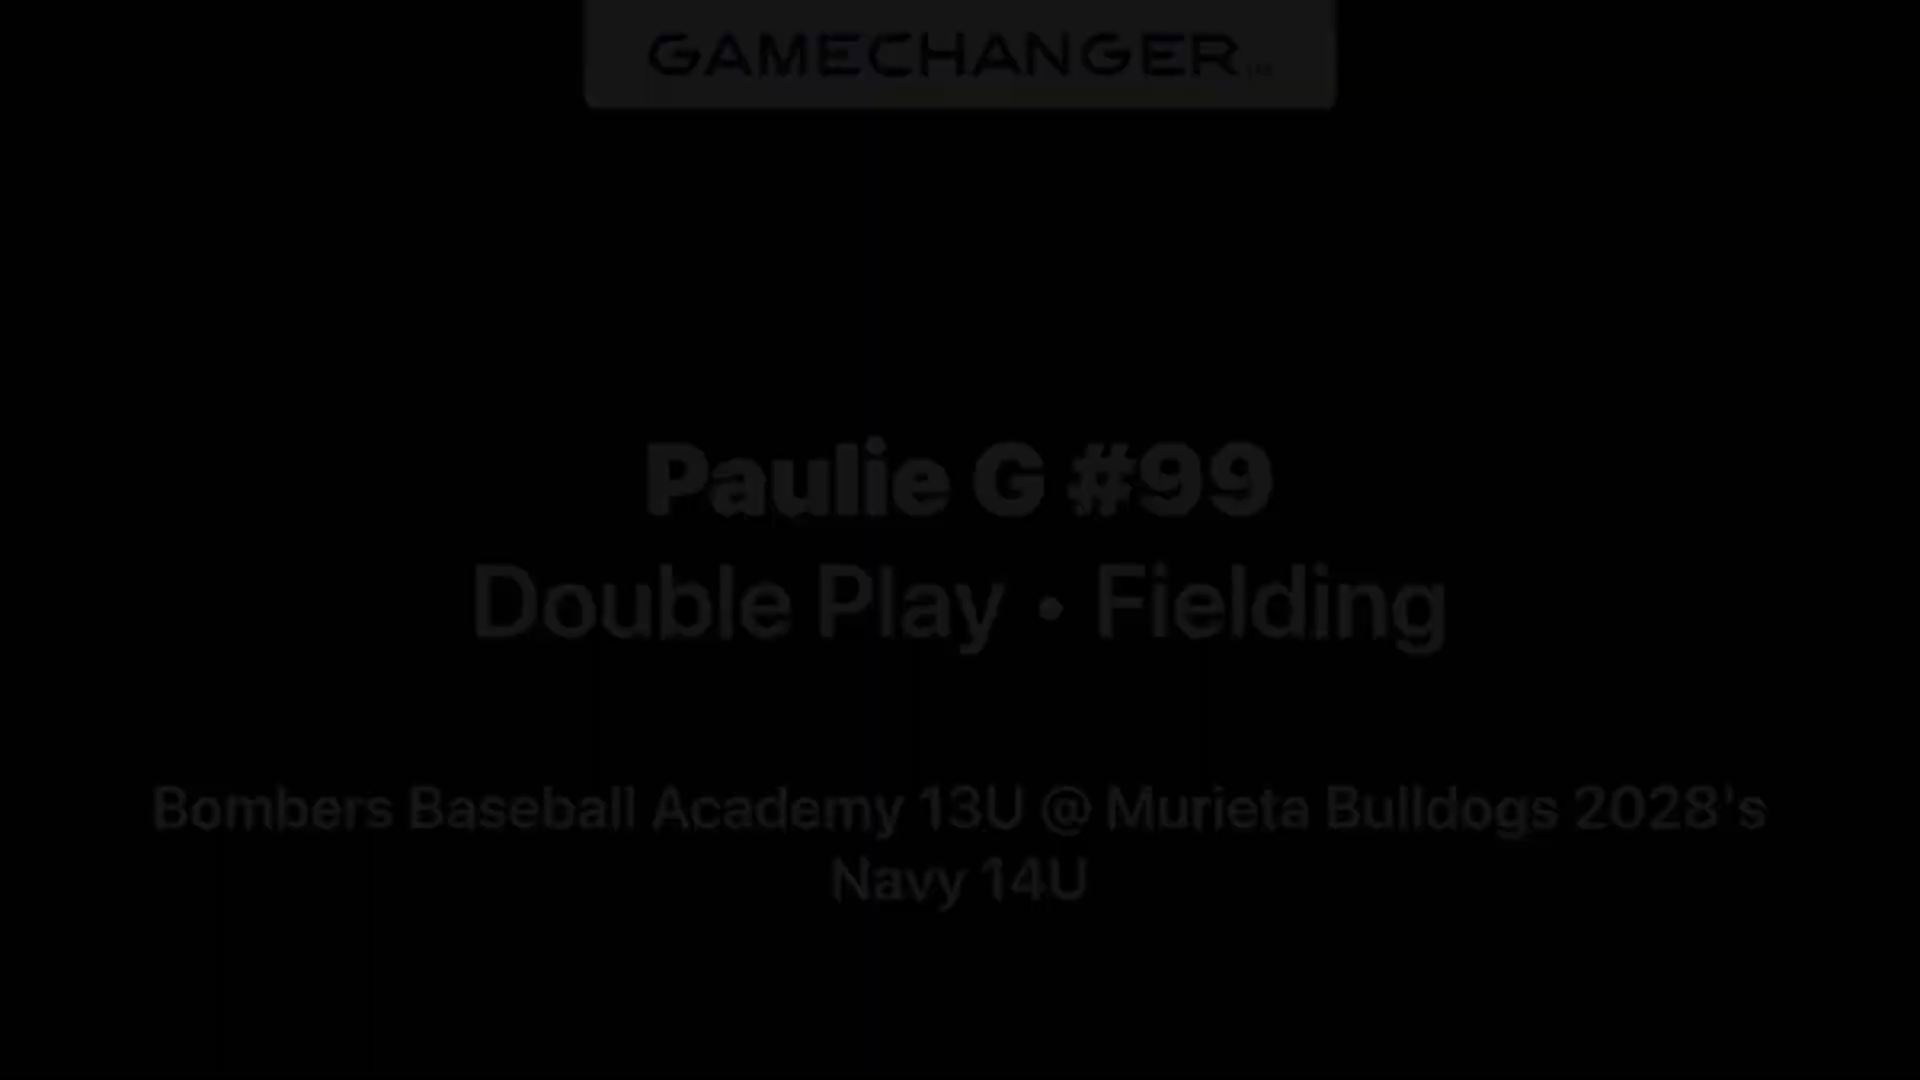 GAMECHANGER
Paulie G #99
Double Play • Fielding
Bombers Baseball Academy 13U @ Murieta Bulldogs 2028's
Navy 14U